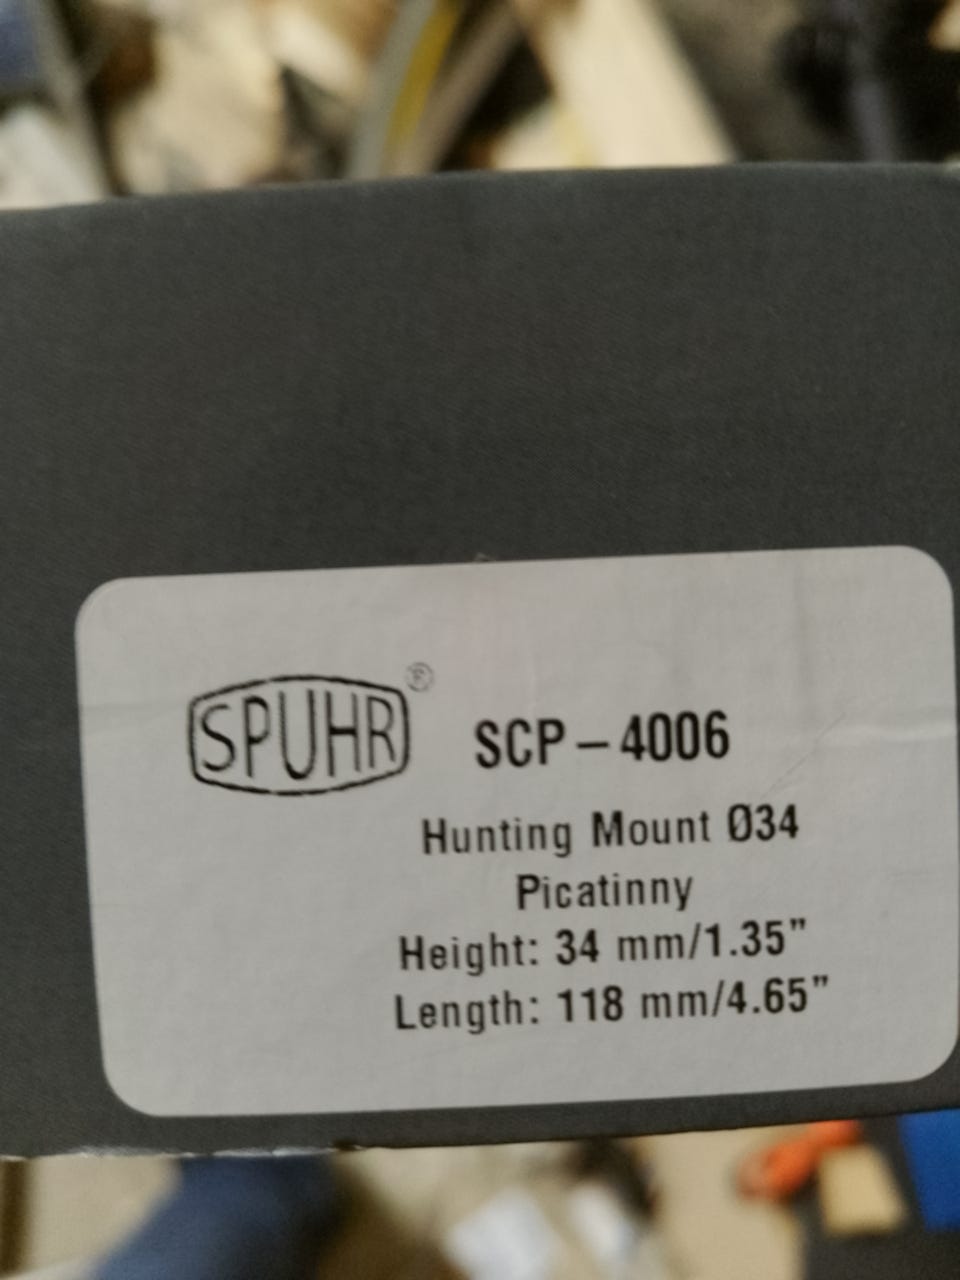 SPUHR®
SCP – 4006
Hunting Mount Ø34
Picatinny
Height: 34 mm/1.35”
Length: 118 mm/4.65”